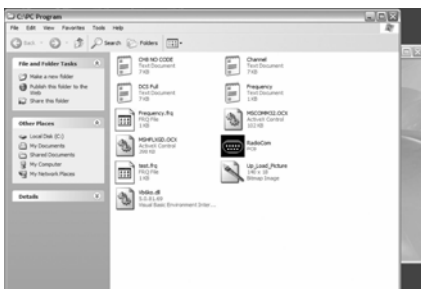 C:\PC Program
File Edit View Favorites Tools Help
Back Search Folders
File and Folder Tasks
Make a new folder
Publish this folder to the Web
Share this folder
Other Places
Local Disk (C:)
My Documents
Shared Documents
My Computer
My Network Places
Details
CMR NO CODE
Text Document
7 KB
Channel
Text Document
7 KB
DCS Full
Text Document
7 KB
Frequency
Text Document
1 KB
Frequency.frq
FRQ File
1 KB
MSCOMM32.OCX
ActiveX Control
102 KB
MSHFLXGD.OCX
ActiveX Control
RadioCom
test.frq
FRQ File
1 KB
Up_Load_Picture
Bitmap Image
Vb6ko.dll
Visual Basic Environment Inter...